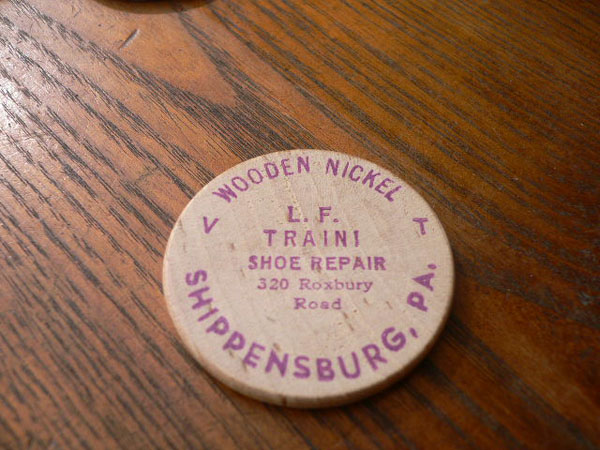 WOODEN NICKEL
V T
L. F.
TRAINI
SHOE REPAIR
320 Roxbury
Road
SHIPPENSBURG, PA.